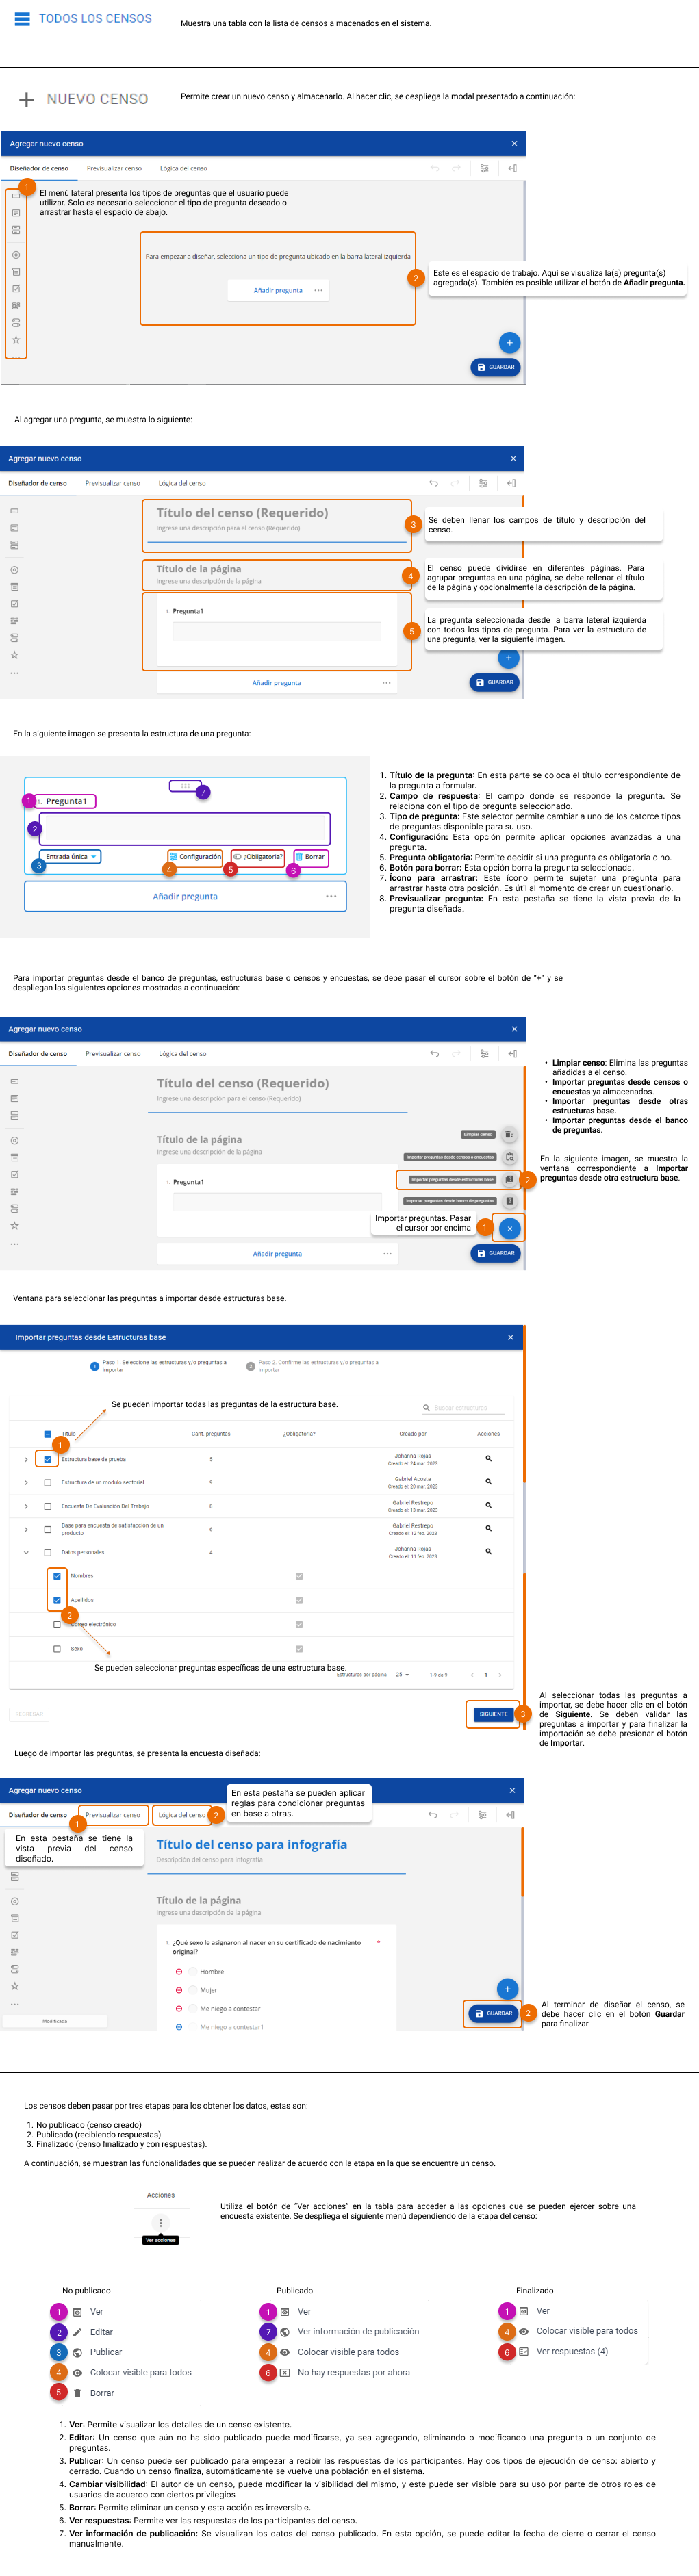 TODOS LOS CENSOS
Muestra una tabla con la lista de censos almacenados en el sistema.
NUEVO CENSO
Permite crear un nuevo censo y almacenarlo. Al hacer clic, se despliega la modal presentado a continuación:
Agregar nuevo censo
Diseñador de censo Previsualizar censo Lógica del censo
1
El menú lateral presenta los tipos de preguntas que el usuario puede
utilizar. Solo es necesario seleccionar el tipo de pregunta deseado o
arrastrar hasta el espacio de abajo.
Para empezar a diseñar, selecciona un tipo de pregunta ubicado en la barra lateral izquierda
Añadir pregunta
2
Este es el espacio de trabajo. Aquí se visualiza la(s) pregunta(s)
agregada(s). También es posible utilizar el botón de Añadir pregunta.
GUARDAR
Al agregar una pregunta, se muestra lo siguiente:
Agregar nuevo censo
Diseñador de censo Previsualizar censo Lógica del censo
Título del censo (Requerido)
Ingrese una descripción para el censo (Requerido)
3
Se deben llenar los campos de título y descripción del
censo.
Título de la página
Ingrese una descripción de la página
4
El censo puede dividirse en diferentes páginas. Para
agrupar preguntas en una página, se debe rellenar el título
de la página y opcionalmente la descripción de la página.
1. Pregunta1
5
La pregunta seleccionada desde la barra lateral izquierda
con todos los tipos de pregunta. Para ver la estructura de
una pregunta, ver la siguiente imagen.
Añadir pregunta
GUARDAR
En la siguiente imagen se presenta la estructura de una pregunta:
7
1 Pregunta1
2
Entrada única Configuración ¿Obligatoria? Borrar
3 4 5 6
Añadir pregunta
1. Título de la pregunta: En esta parte se coloca el título correspondiente de
la pregunta a formular.
2. Campo de respuesta: El campo donde se responde la pregunta. Se
relaciona con el tipo de pregunta seleccionado.
3. Tipo de pregunta: Este selector permite cambiar a uno de los catorce tipos
de preguntas disponible para su uso.
4. Configuración: Esta opción permite aplicar opciones avanzadas a una
pregunta.
5. Pregunta obligatoria: Permite decidir si una pregunta es obligatoria o no.
6. Botón para borrar: Esta opción borra la pregunta seleccionada.
7. Ícono para arrastrar: Este ícono permite sujetar una pregunta para
arrastrar hasta otra posición. Es útil al momento de crear un cuestionario.
8. Previsualizar pregunta: En esta pestaña se tiene la vista previa de la
pregunta diseñada.
Para importar preguntas desde el banco de preguntas, estructuras base o censos y encuestas, se debe pasar el cursor sobre el botón de "+" y se
despliegan las siguientes opciones mostradas a continuación:
Agregar nuevo censo
Diseñador de censo Previsualizar censo Lógica del censo
Título del censo (Requerido)
Ingrese una descripción para el censo (Requerido)
Título de la página
Ingrese una descripción de la página
1. Pregunta1
Limpiar censo
Importar preguntas desde censos o encuestas
Importar preguntas desde estructuras base
2
Importar preguntas desde banco de preguntas
Importar preguntas. Pasar
el cursor por encima
1
Añadir pregunta
GUARDAR
• Limpiar censo: Elimina las preguntas
añadidas a el censo.
• Importar preguntas desde censos o
encuestas ya almacenados.
• Importar preguntas desde otras
estructuras base.
• Importar preguntas desde el banco
de preguntas.
En la siguiente imagen, se muestra la
ventana correspondiente a Importar
preguntas desde otra estructura base.
Ventana para seleccionar las preguntas a importar desde estructuras base.
Importar preguntas desde Estructuras base
1 Paso 1. Seleccione las estructuras y/o preguntas a
importar
2 Paso 2. Confirme las estructuras y/o preguntas a
importar
Se pueden importar todas las preguntas de la estructura base.
Buscar estructuras
Título Cant. preguntas ¿Obligatoria? Creado por Acciones
1
Estructura base de prueba 5 Johanna Rojas
Creado el: 24 mar. 2023
Estructura de un modulo sectorial 9 Gabriel Acosta
Creado el: 20 mar. 2023
Encuesta De Evaluación Del Trabajo 8 Gabriel Restrepo
Creado el: 13 mar. 2023
Base para encuesta de satisfacción de un
producto 6 Gabriel Restrepo
Creado el: 12 feb. 2023
Datos personales 4 Johanna Rojas
Creado el: 11 feb. 2023
Nombres
Apellidos
2
Correo electrónico
Sexo
Se pueden seleccionar preguntas específicas de una estructura base.
Estructuras por página 25 1-9 de 9 1
REGRESAR
SIGUIENTE
3
Al seleccionar todas las preguntas a
importar, se debe hacer clic en el botón
de Siguiente. Se deben validar las
preguntas a importar y para finalizar la
importación se debe presionar el botón
de Importar.
Luego de importar las preguntas, se presenta la encuesta diseñada:
Agregar nuevo censo
Diseñador de censo Previsualizar censo Lógica del censo
1
2
En esta pestaña se pueden aplicar
reglas para condicionar preguntas
en base a otras.
En esta pestaña se tiene la
vista previa del censo
diseñado.
Título del censo para infografía
Descripción del censo para infografía
Título de la página
Ingrese una descripción de la página
1. ¿Qué sexo le asignaron al nacer en su certificado de nacimiento
original? *
Hombre
Mujer
Me niego a contestar
Me niego a contestar1
Modificada
GUARDAR
2
Al terminar de diseñar el censo, se
debe hacer clic en el botón Guardar
para finalizar.
Los censos deben pasar por tres etapas para los obtener los datos, estas son:
1. No publicado (censo creado)
2. Publicado (recibiendo respuestas)
3. Finalizado (censo finalizado y con respuestas).
A continuación, se muestran las funcionalidades que se pueden realizar de acuerdo con la etapa en la que se encuentre un censo.
Acciones
Ver acciones
Utiliza el botón de "Ver acciones" en la tabla para acceder a las opciones que se pueden ejercer sobre una
encuesta existente. Se despliega el siguiente menú dependiendo de la etapa del censo:
No publicado
1 Ver
2 Editar
3 Publicar
4 Colocar visible para todos
5 Borrar
Publicado
1 Ver
7 Ver información de publicación
4 Colocar visible para todos
6 No hay respuestas por ahora
Finalizado
1 Ver
4 Colocar visible para todos
6 Ver respuestas (4)
1. Ver: Permite visualizar los detalles de un censo existente.
2. Editar: Un censo que aún no ha sido publicado puede modificarse, ya sea agregando, eliminando o modificando una pregunta o un conjunto de
preguntas.
3. Publicar: Un censo puede ser publicado para empezar a recibir las respuestas de los participantes. Hay dos tipos de ejecución de censo: abierto y
cerrado. Cuando un censo finaliza, automáticamente se vuelve una población en el sistema.
4. Cambiar visibilidad: El autor de un censo, puede modificar la visibilidad del mismo, y este puede ser visible para su uso por parte de otros roles de
usuarios de acuerdo con ciertos privilegios
5. Borrar: Permite eliminar un censo y esta acción es irreversible.
6. Ver respuestas: Permite ver las respuestas de los participantes del censo.
7. Ver información de publicación: Se visualizan los datos del censo publicado. En esta opción, se puede editar la fecha de cierre o cerrar el censo
manualmente.